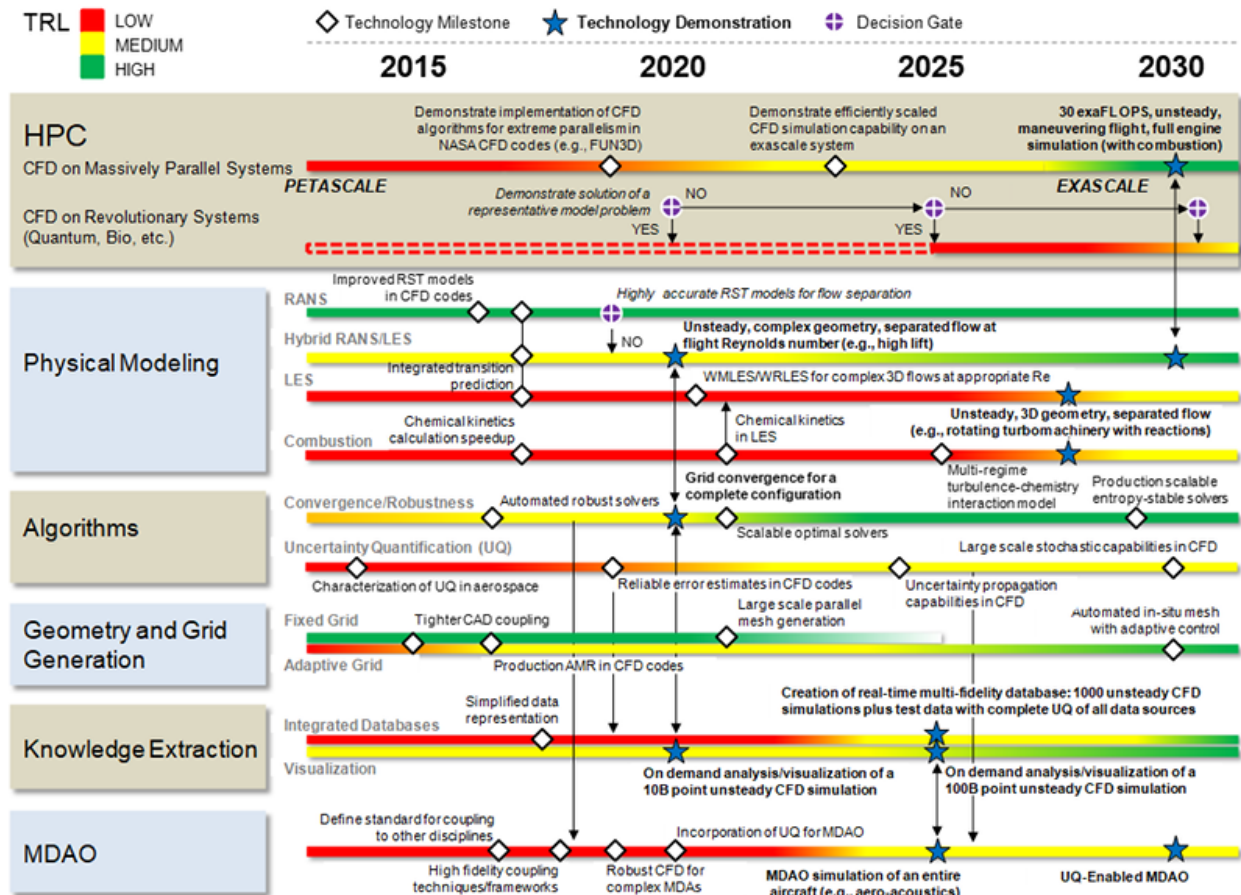 TRL
LOW
MEDIUM
HIGH
Technology Milestone
Technology Demonstration
Decision Gate
2015
2020
2025
2030
HPC
CFD on Massively Parallel Systems
Demonstrate implementation of CFD
algorithms for extreme parallelism in
NASA CFD codes (e.g., FUN3D)
Demonstrate efficiently scaled
CFD simulation capability on an
exascale system
30 exaFLOPS, unsteady,
maneuvering flight, full engine
simulation (with combustion)
PETASCALE
EXASCALE
CFD on Revolutionary Systems
(Quantum, Bio, etc.)
Demonstrate solution of a
representative model problem
NO
YES
NO
YES
Physical Modeling
RANS
Improved RST models
in CFD codes
Highly accurate RST models for flow separation
Hybrid RANS/LES
NO
Unsteady, complex geometry, separated flow at
flight Reynolds number (e.g., high lift)
LES
Integrated transition
prediction
WMLES/WRLES for complex 3D flows at appropriate Re
Combustion
Chemical kinetics
calculation speedup
Chemical kinetics
in LES
Unsteady, 3D geometry, separated flow
(e.g., rotating turbomachinery with reactions)
Algorithms
Convergence/Robustness
Automated robust solvers
Grid convergence for a
complete configuration
Scalable optimal solvers
Multi-regime
turbulence-chemistry
interaction model
Production scalable
entropy-stable solvers
Uncertainty Quantification (UQ)
Characterization of UQ in aerospace
Reliable error estimates in CFD codes
Uncertainty propagation
capabilities in CFD
Large scale stochastic capabilities in CFD
Geometry and Grid
Generation
Fixed Grid
Tighter CAD coupling
Large scale parallel
mesh generation
Automated in-situ mesh
with adaptive control
Adaptive Grid
Production AMR in CFD codes
Knowledge Extraction
Integrated Databases
Simplified data
representation
Creation of real-time multi-fidelity database: 1000 unsteady CFD
simulations plus test data with complete UQ of all data sources
Visualization
On demand analysis/visualization of a
10B point unsteady CFD simulation
On demand analysis/visualization of a
100B point unsteady CFD simulation
MDAO
Define standard for coupling
to other disciplines
High fidelity coupling
techniques/frameworks
Robust CFD for
complex MDAs
Incorporation of UQ for MDAO
MDAO simulation of an entire
aircraft (e.g., aero-acoustics)
UQ-Enabled MDAO